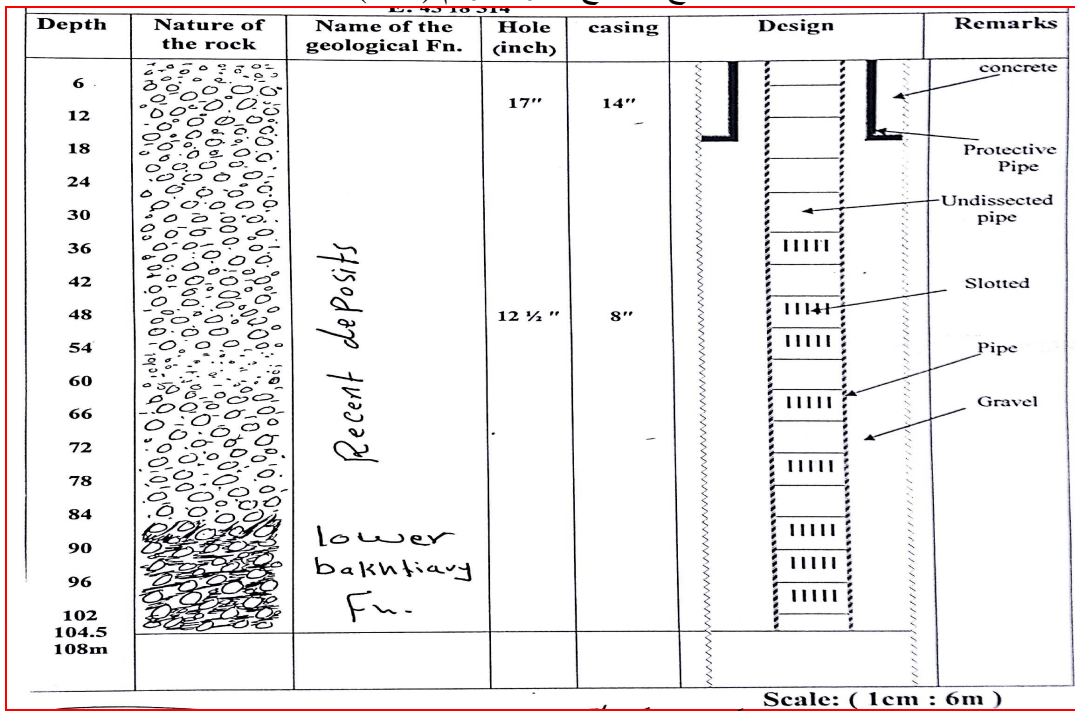 E: 45 18 314
Depth Nature of the rock Name of the geological Fn. Hole (inch) casing Design Remarks
6
12
18
24
30
36
42
48
54
60
66
72
78
84
90
96
102
104.5
108m
Recent deposits
lower
bakhtiary
Fn.
17"
12 ½ "
14"
8"
concrete
Protective
Pipe
Undissected
pipe
Slotted
Pipe
Gravel
Scale: ( 1cm : 6m )